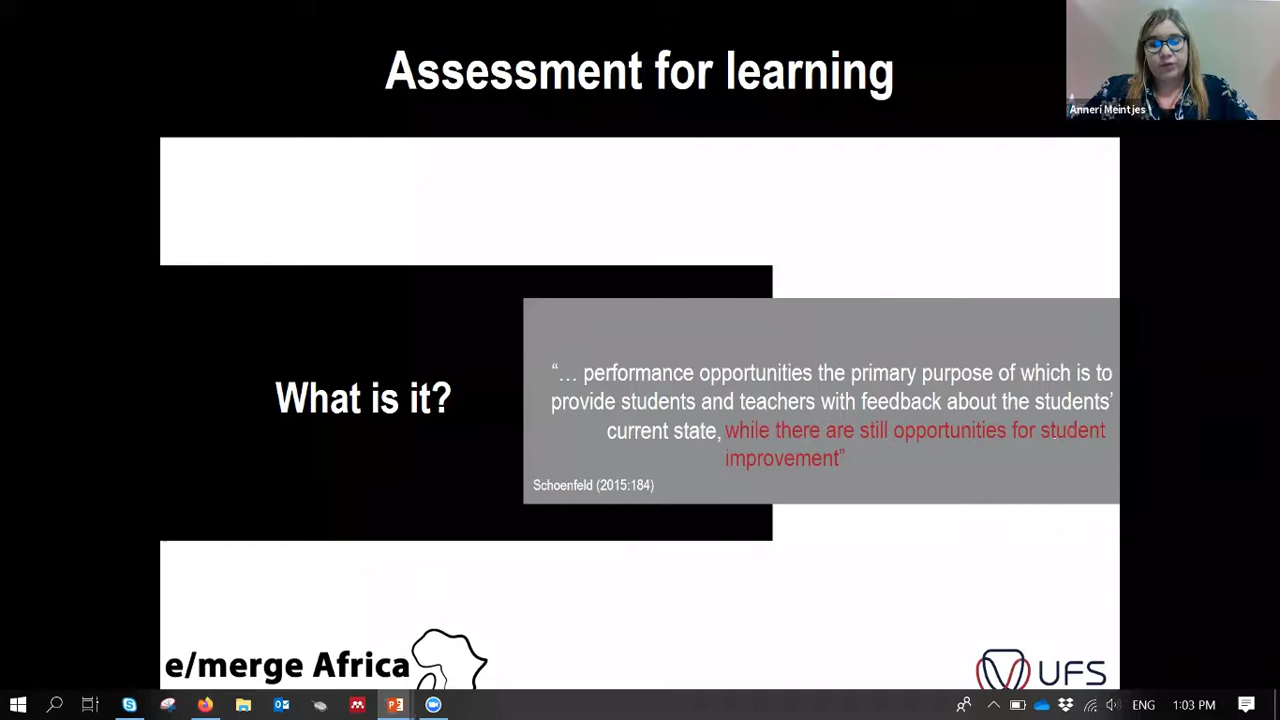 Assessment for learning
Anneri Meintjes
What is it?
“… performance opportunities the primary purpose of which is to
provide students and teachers with feedback about the students’
current state, while there are still opportunities for student
improvement”
Schoenfeld (2015:184)
e/merge Africa
UFS
ENG
1:03 PM